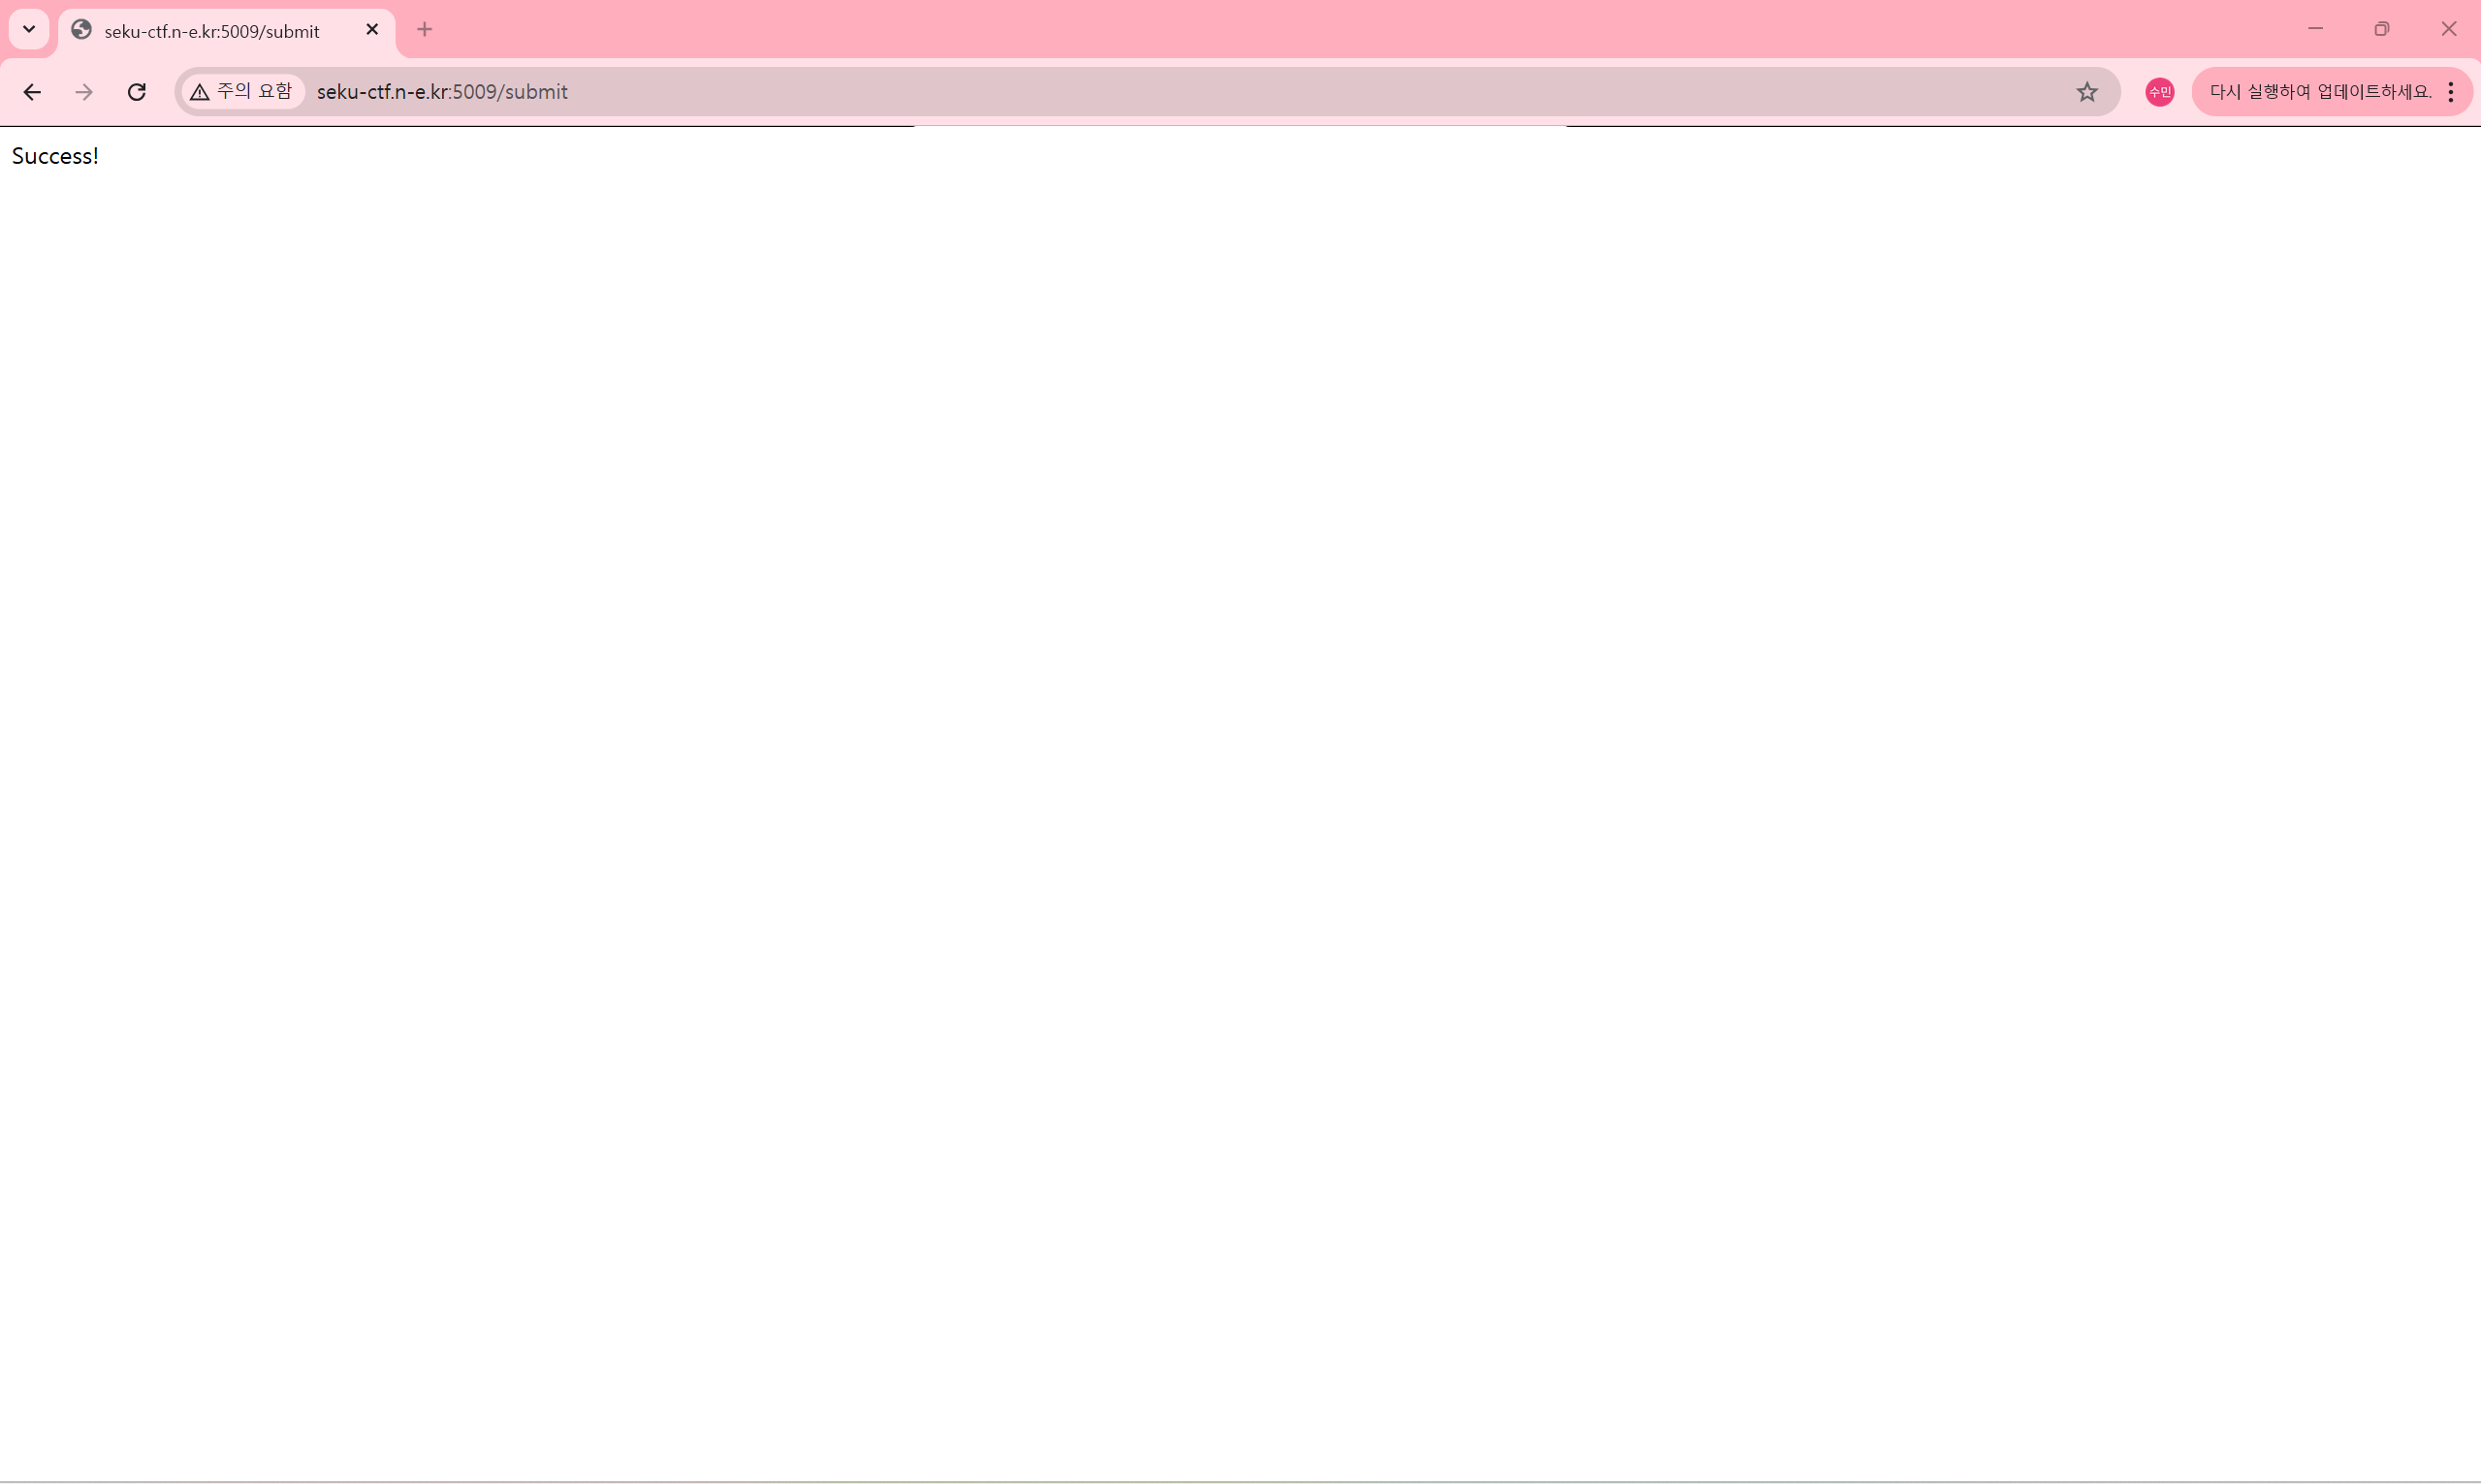 seku-ctf.n-e.kr:5009/submit
주의 요함 seku-ctf.n-e.kr:5009/submit 수민 다시 실행하여 업데이트하세요.
Success!